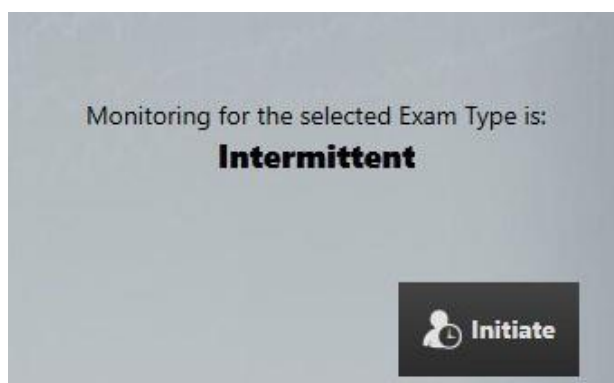 Monitoring for the selected Exam Type is:
Intermittent
Initiate